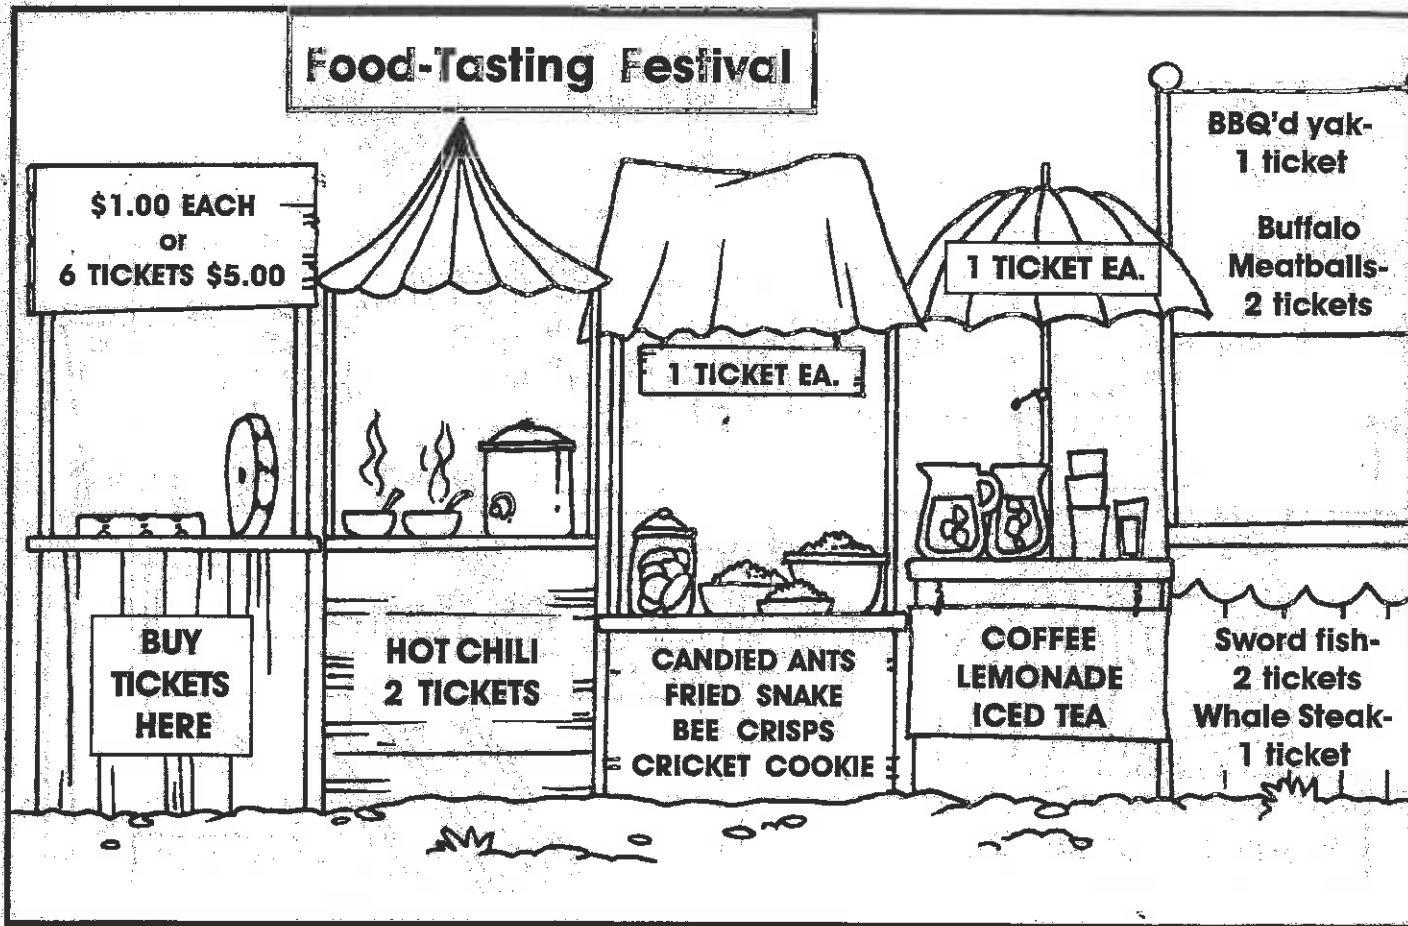 Food-Tasting Festival
$1.00 EACH
or
6 TICKETS $5.00
BUY
TICKETS
HERE
HOT CHILI
2 TICKETS
1 TICKET EA.
CANDIED ANTS
FRIED SNAKE
BEE CRISPS
CRICKET COOKIE
1 TICKET EA.
COFFEE
LEMONADE
ICED TEA
BBQ'd yak-
1 ticket
Buffalo
Meatballs-
2 tickets
Sword fish-
2 tickets
Whale Steak-
1 ticket